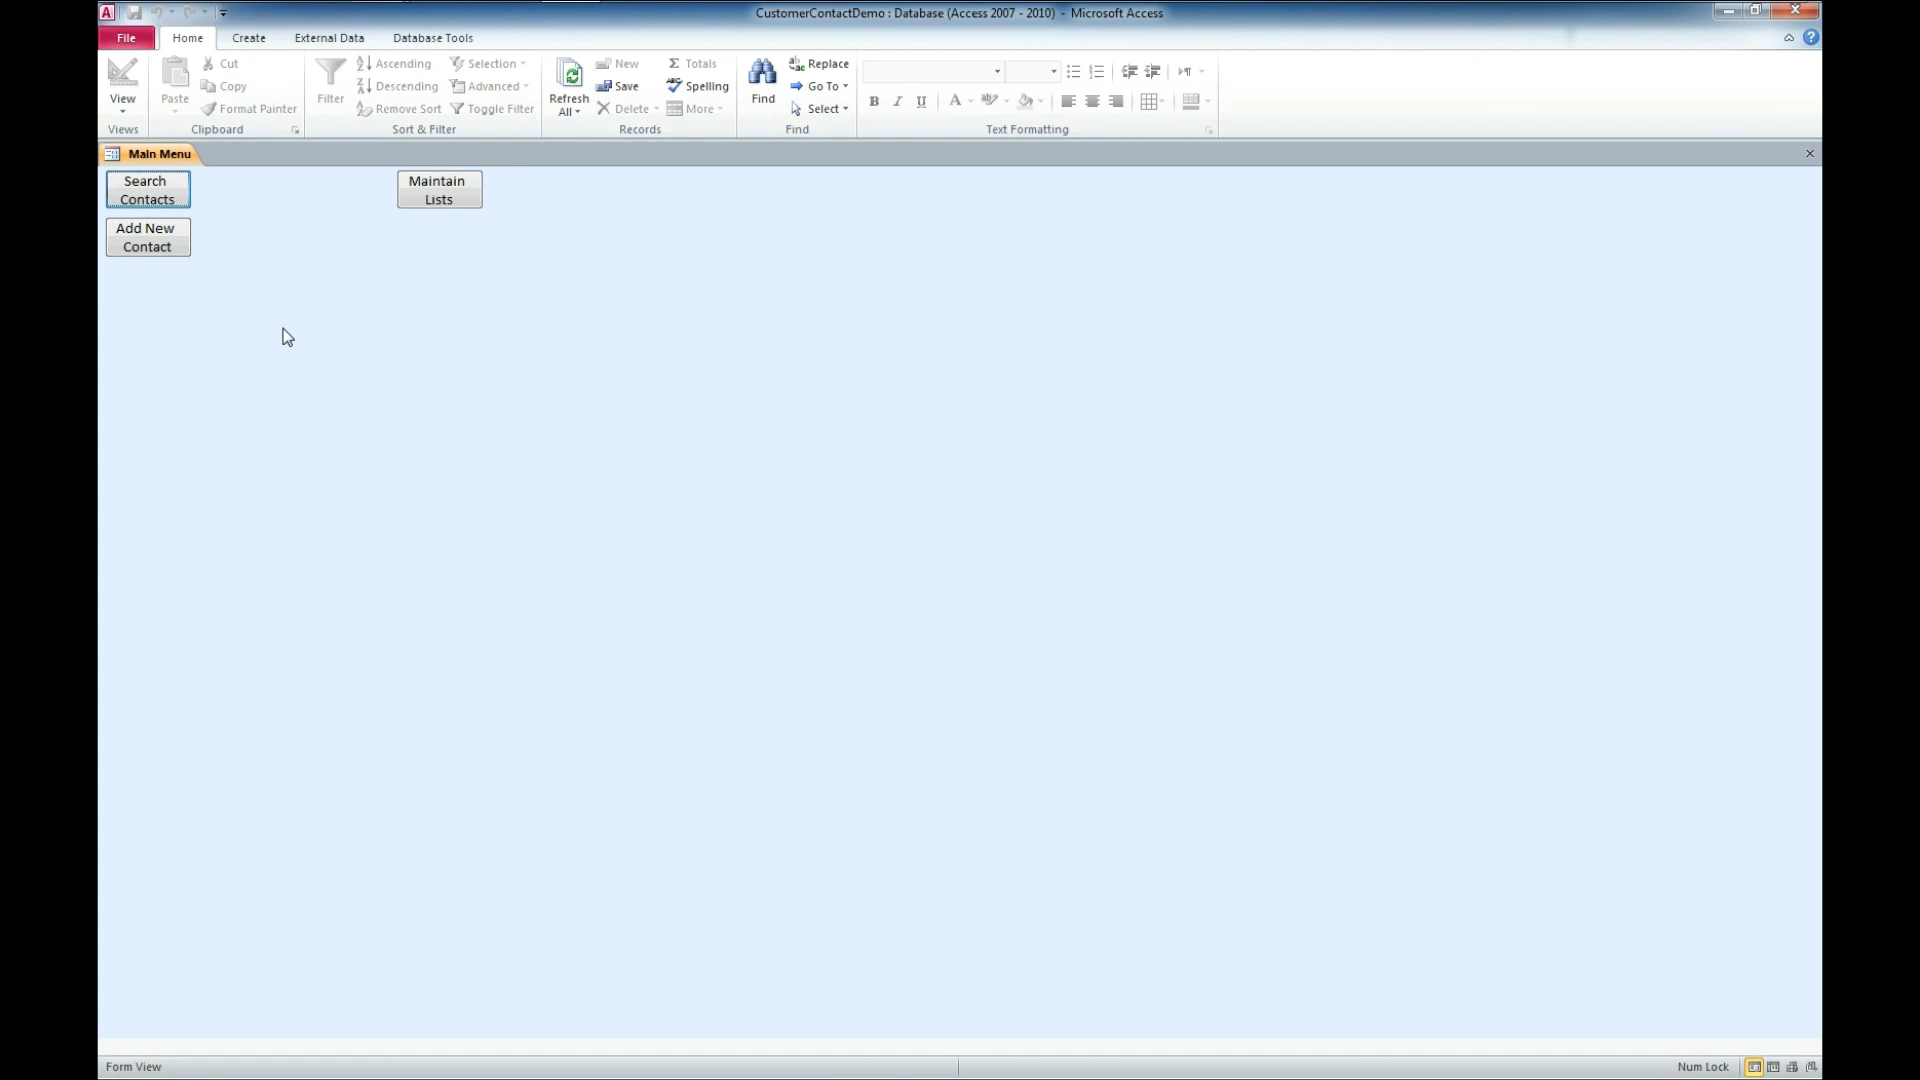 CustomerContactDemo : Database (Access 2007 - 2010) - Microsoft Access
File Home Create External Data Database Tools
View
Views
Paste
Cut
Copy
Format Painter
Clipboard
Filter
Ascending
Descending
Remove Sort
Selection
Advanced
Toggle Filter
Sort & Filter
Refresh
All
New
Save
Delete
Totals
Spelling
More
Records
Find
Replace
Go To
Select
Find
B I U A
Text Formatting
Main Menu
Search
Contacts
Maintain
Lists
Add New
Contact
Form View
Num Lock